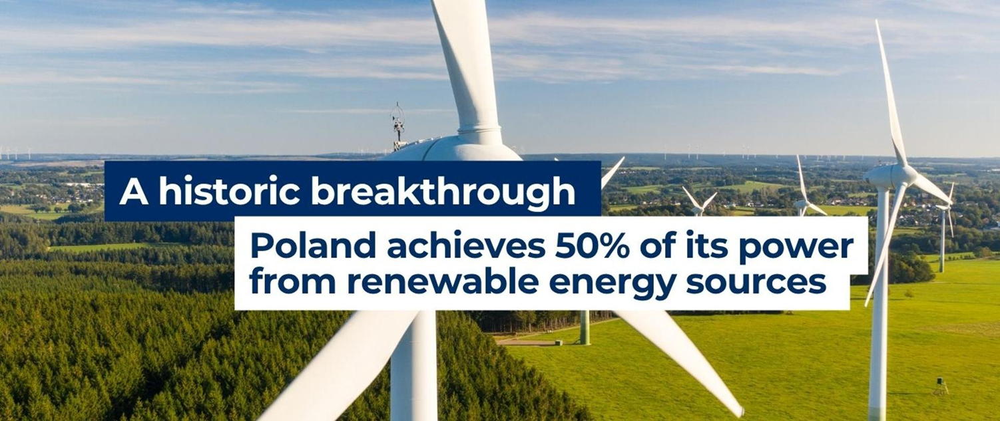 A historic breakthrough
Poland achieves 50% of its power
from renewable energy sources